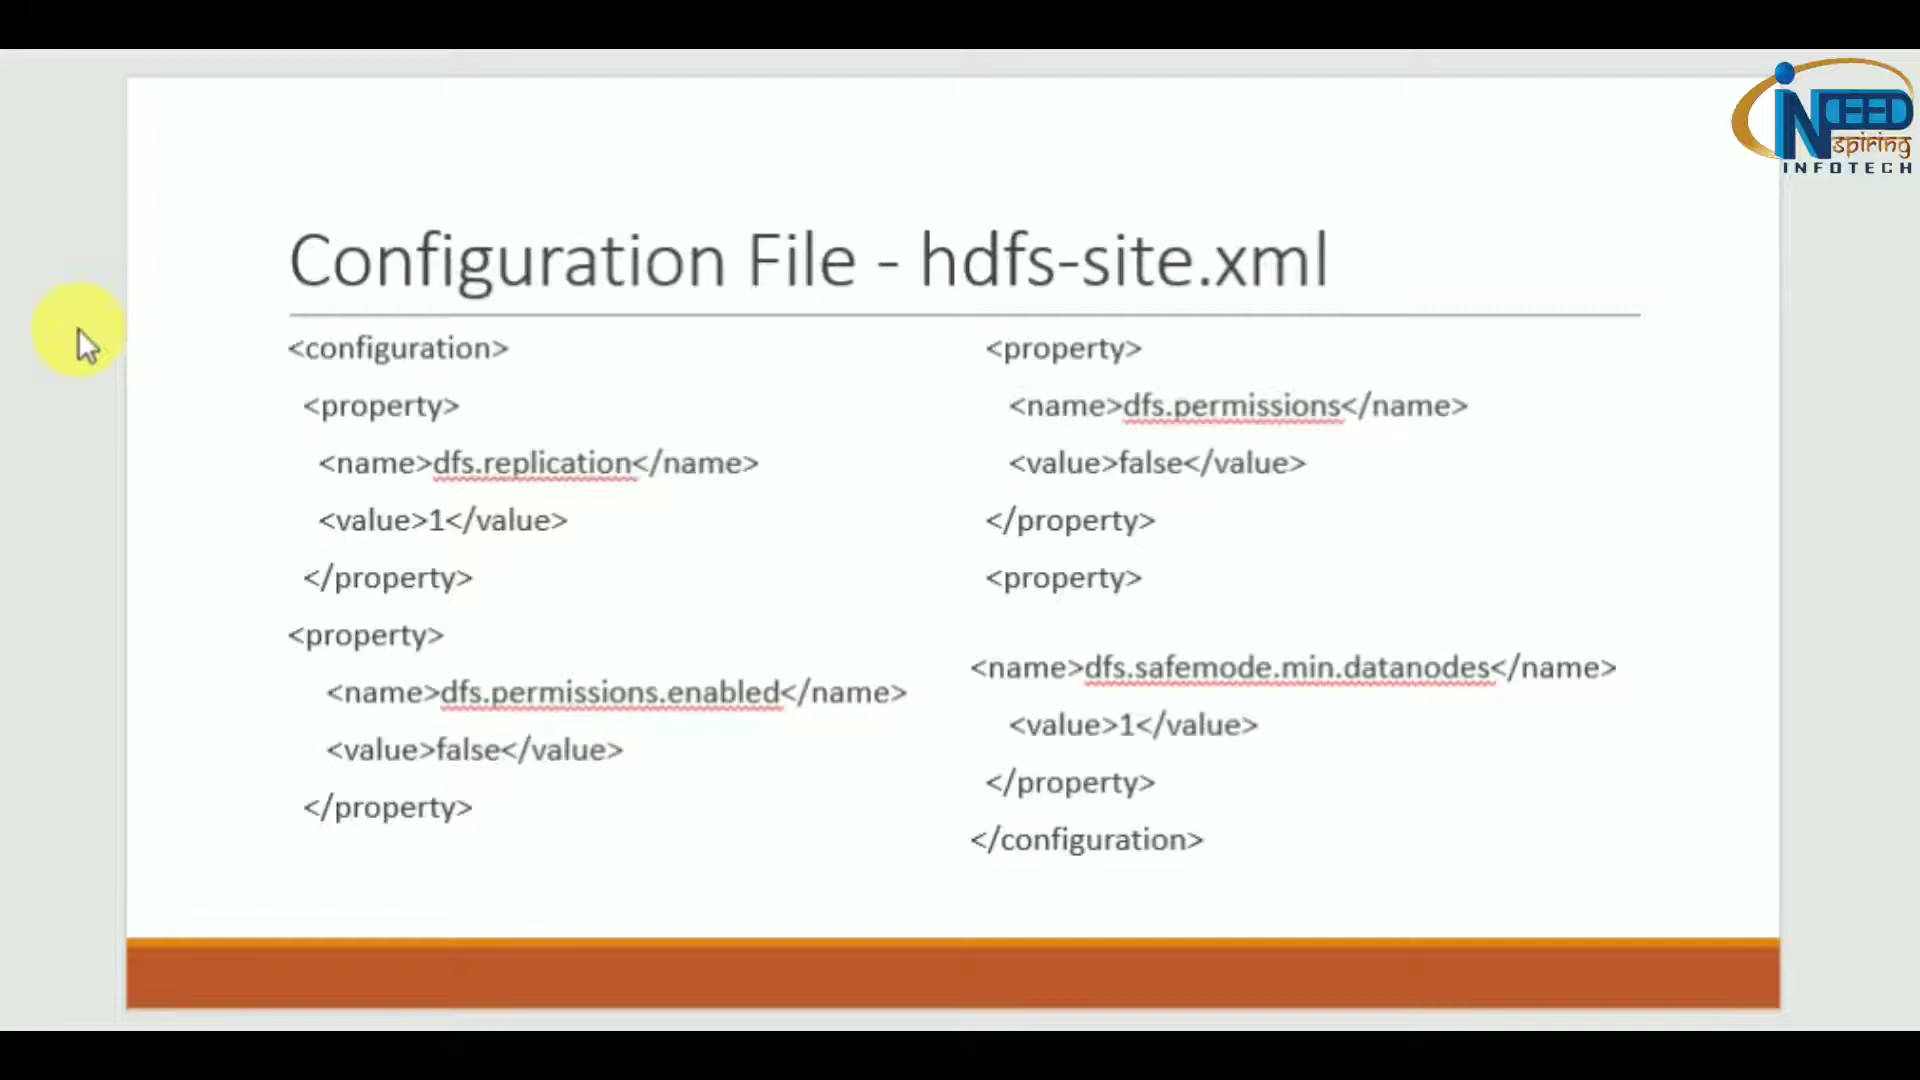 iNDEED
Nspiring
INFOTECH
Configuration File - hdfs-site.xml
<configuration>
<property>
<name>dfs.replication</name>
<value>1</value>
</property>
<property>
<name>dfs.permissions.enabled</name>
<value>false</value>
</property>
<property>
<name>dfs.permissions</name>
<value>false</value>
</property>
<property>
<name>dfs.safemode.min.datanodes</name>
<value>1</value>
</property>
</configuration>